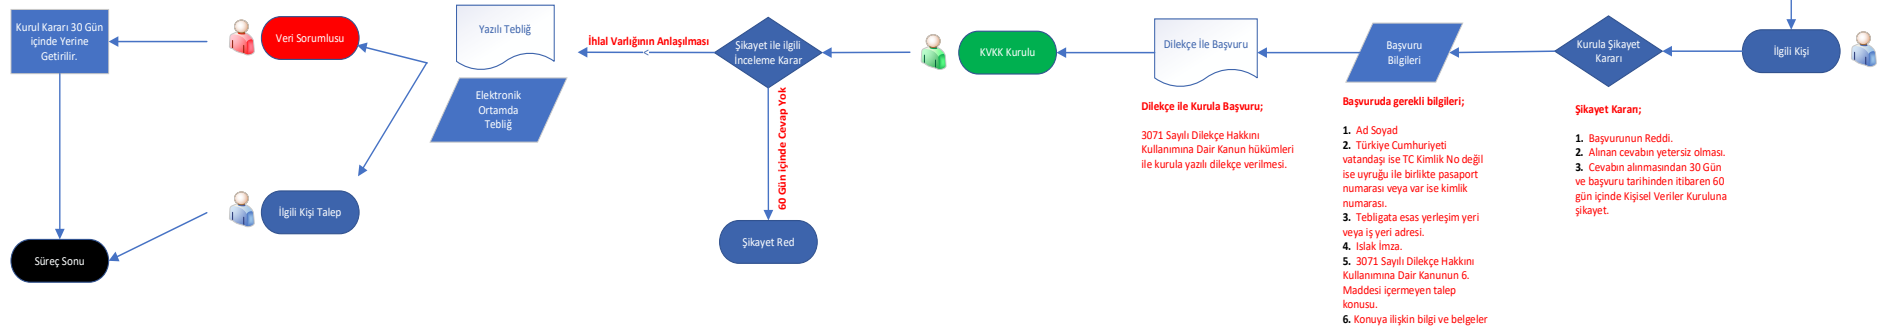 Kurul Kararı 30 Gün
içinde Yerine
Getirilir.
Veri Sorumlusu
Yazılı Tebliğ
İhlal Varlığının Anlaşılması
Şikayet ile ilgili
İnceleme Karar
KVKK Kurulu
Dilekçe İle Başvuru
Başvuru
Bilgileri
Kurula Şikayet
Kararı
İlgili Kişi
Elektronik
Ortamda
Tebliğ
60 Gün içinde Cevap Yok
Dilekçe ile Kurula Başvuru;
3071 Sayılı Dilekçe Hakkını
Kullanımına Dair Kanun hükümleri
ile kurula yazılı dilekçe verilmesi.
Başvuruda gerekli bilgileri;
1. Ad Soyad
2. Türkiye Cumhuriyeti
vatandaşı ise TC Kimlik No değil
ise uyruğu ile birlikte pasaport
numarası veya var ise kimlik
numarası.
3. Tebligata esas yerleşim yeri
veya iş yeri adresi.
4. Islak İmza.
5. 3071 Sayılı Dilekçe Hakkını
Kullanımına Dair Kanunun 6.
Maddesi içermeyen talep
konusu.
6. Konuya ilişkin bilgi ve belgeler
Şikayet Kararı;
1. Başvurunun Reddi.
2. Alınan cevabın yetersiz olması.
3. Cevabın alınmasından 30 Gün
ve başvuru tarihinden itibaren 60
gün içinde Kişisel Veriler Kuruluna
şikayet.
İlgili Kişi Talep
Şikayet Red
Süreç Sonu